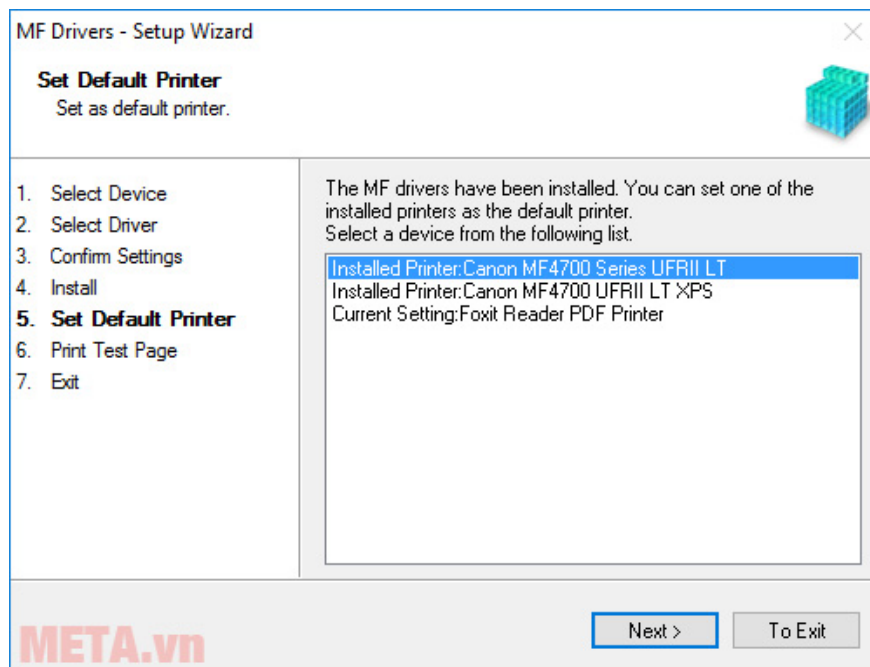 MF Drivers - Setup Wizard
Set Default Printer
Set as default printer.
1. Select Device
2. Select Driver
3. Confirm Settings
4. Install
5. Set Default Printer
6. Print Test Page
7. Exit
The MF drivers have been installed. You can set one of the
installed printers as the default printer.
Select a device from the following list.
Installed Printer:Canon MF4700 Series UFRII LT
Installed Printer:Canon MF4700 UFRII LT XPS
Current Setting:Foxit Reader PDF Printer
Next >
To Exit
META.vn